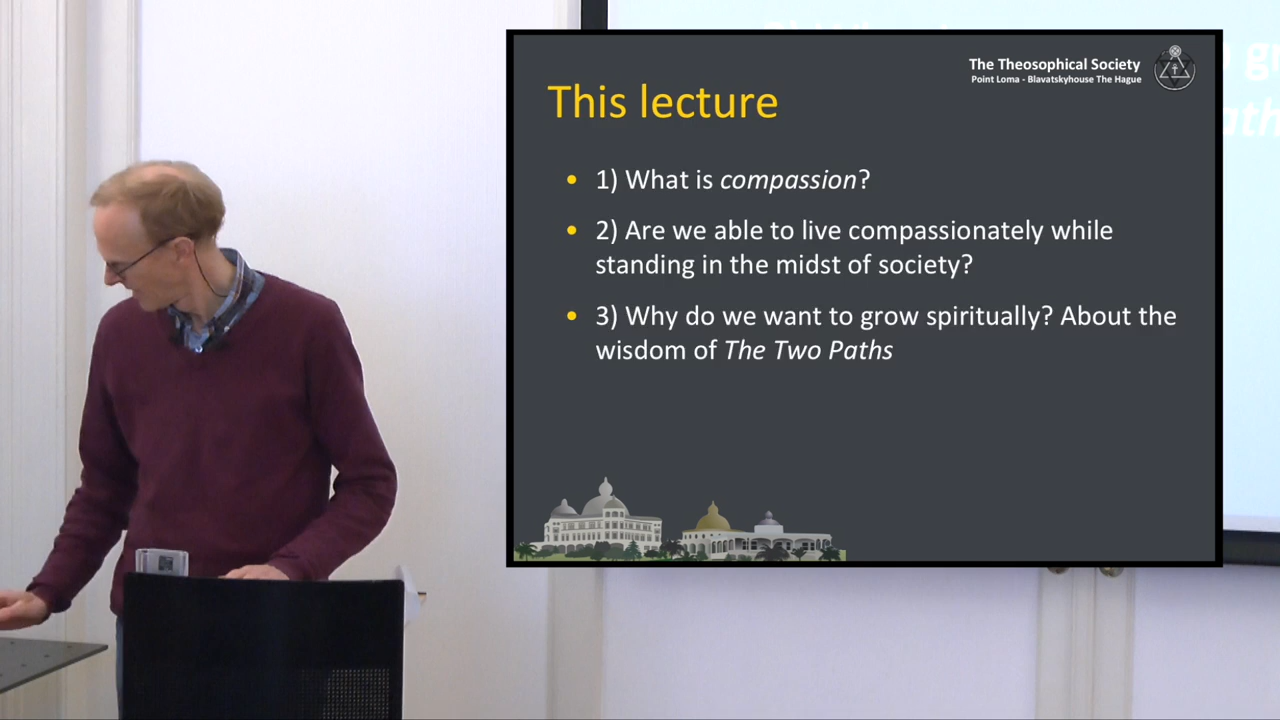 The Theosophical Society
Point Loma - Blavatskyhouse The Hague
This lecture
• 1) What is compassion?
• 2) Are we able to live compassionately while
standing in the midst of society?
• 3) Why do we want to grow spiritually? About the
wisdom of The Two Paths